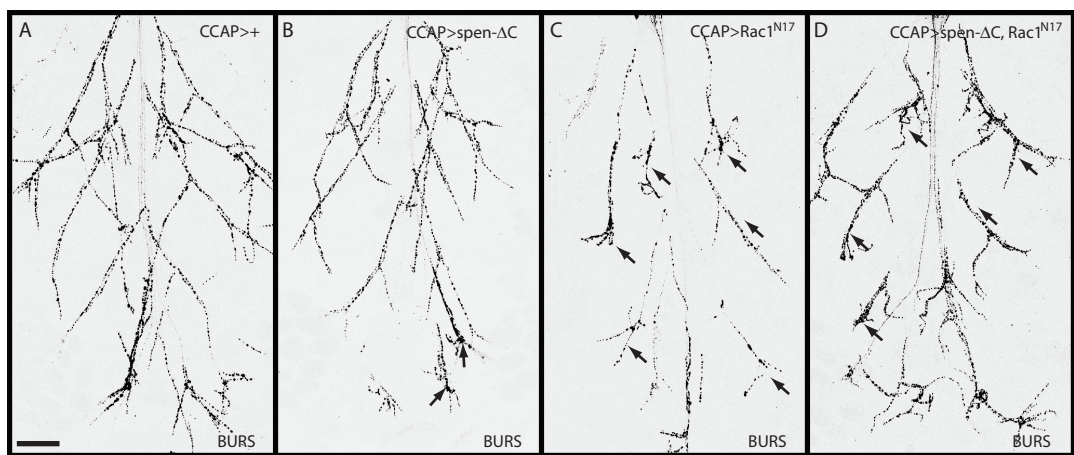 A CCAP>+
B CCAP>spen-ΔC
C CCAP>Rac1ᴺ¹⁷
D CCAP>spen-ΔC, Rac1ᴺ¹⁷
BURS
BURS
BURS
BURS